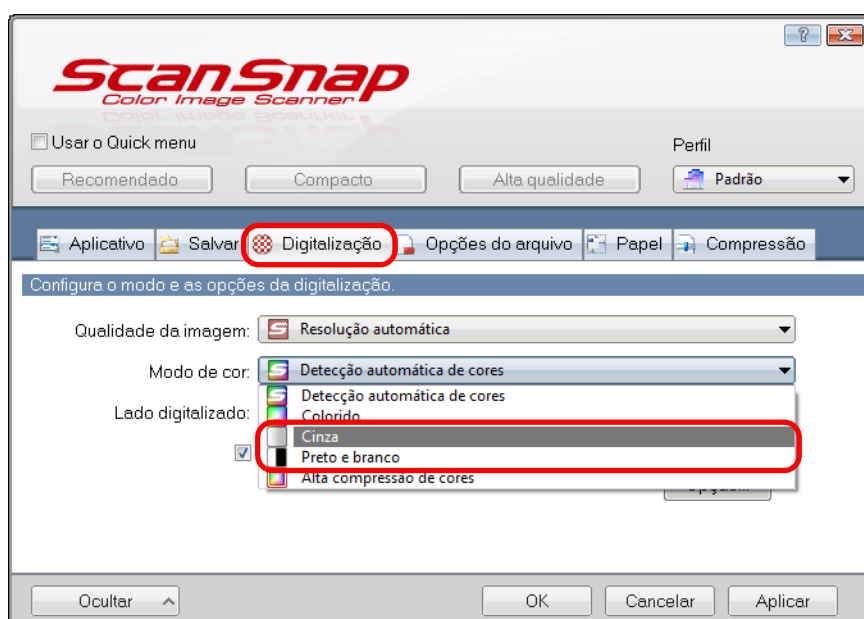 ScanSnap
Color Image Scanner
Usar o Quick menu
Perfil
Recomendado
Compacto
Alta qualidade
Padrão
Aplicativo
Salvar
Digitalização
Opções do arquivo
Papel
Compressão
Configura o modo e as opções da digitalização.
Qualidade da imagem:
Resolução automática
Modo de cor:
Detecção automática de cores
Detecção automática de cores
Lado digitalizado:
Colorido
Cinza
Preto e branco
Alta compressão de cores
Ocultar
OK
Cancelar
Aplicar